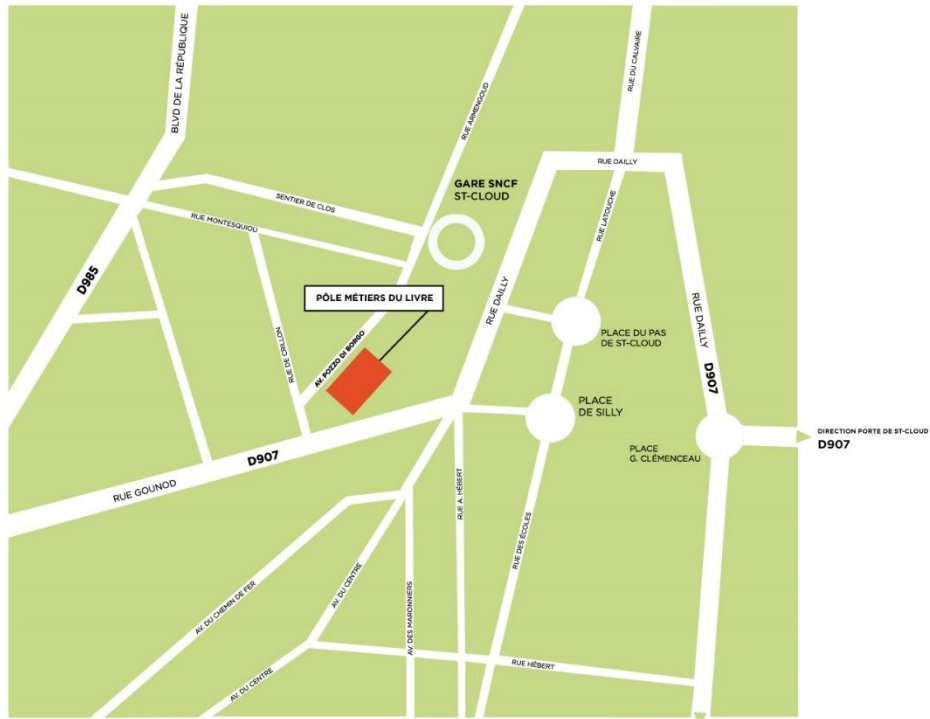 BLVD DE LA RÉPUBLIQUE
RUE ARMENGOUD
RUE DU CALVAIRE
RUE DAILLY
GARE SNCF
ST-CLOUD
SENTIER DE CLOS
RUE MONTESQUIOU
RUE LATOUCHE
D985
PÔLE MÉTIERS DU LIVRE
RUE DAILLY
RUE DAILLY
PLACE DU PAS
DE ST-CLOUD
RUE DE CRILLON
AV. POZZO DI BORGO
D907
PLACE
DE SILLY
DIRECTION PORTE DE ST-CLOUD
D907
PLACE
G. CLÉMENCEAU
D907
RUE GOUNOD
RUE A. HÉBERT
RUE DES ÉCOLES
AV. DU CHEMIN DE FER
AV. DU CENTRE
AV. DES MARONNIERS
RUE HÉBERT
AV. DU CENTRE